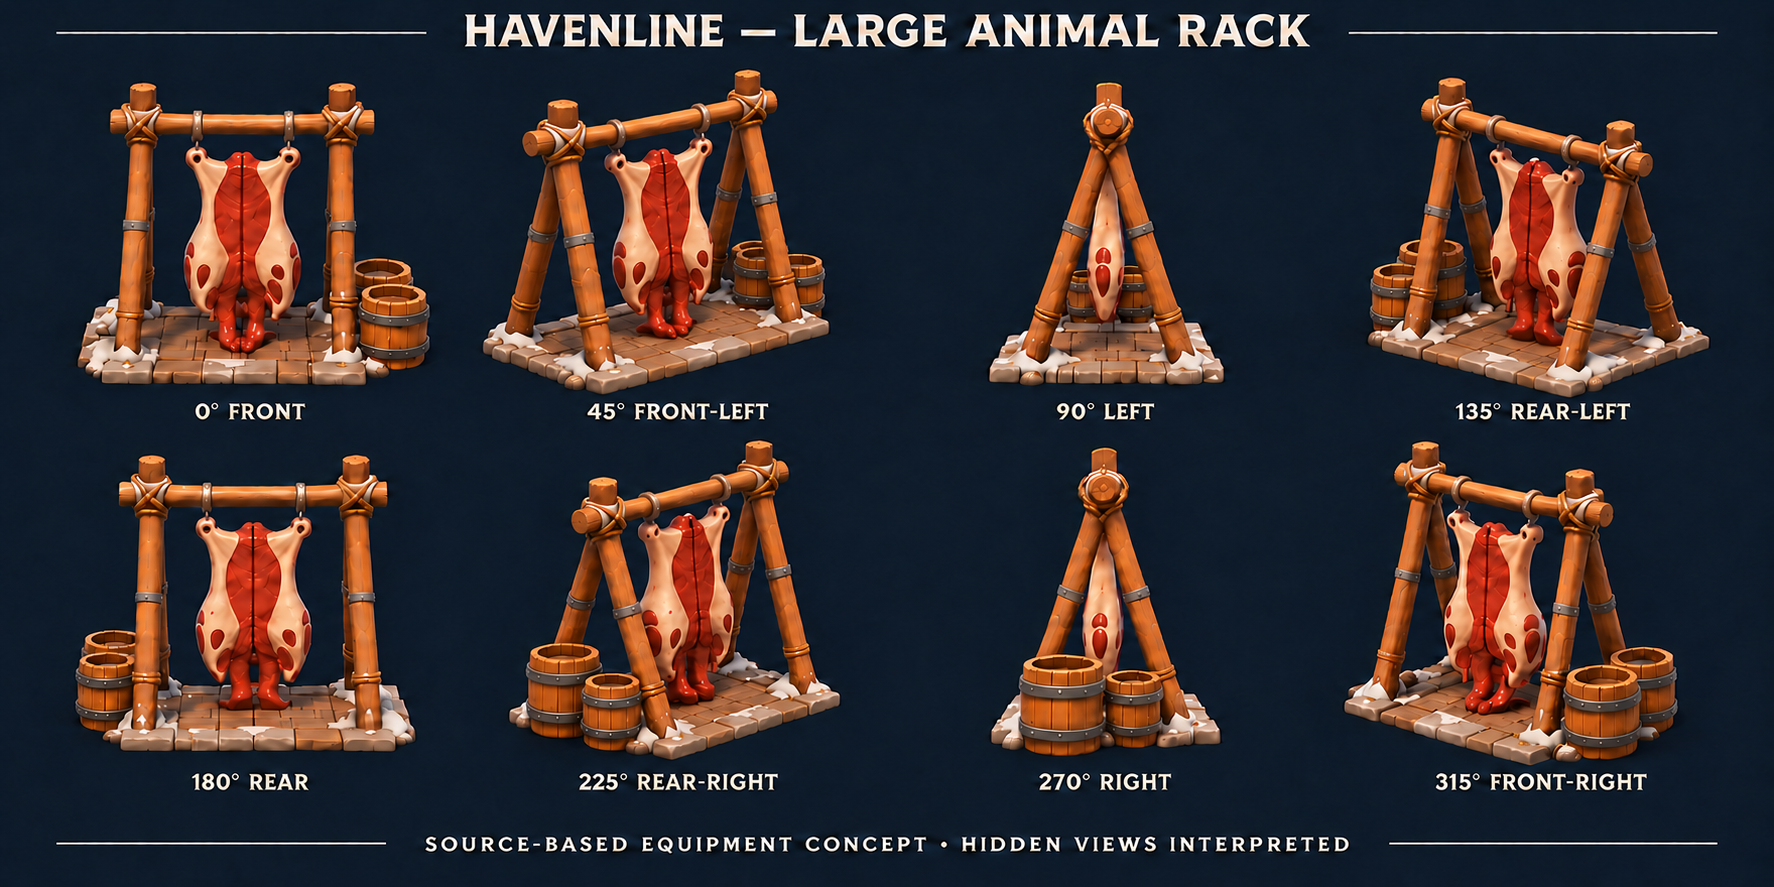 HAVENLINE — LARGE ANIMAL RACK
0° FRONT
45° FRONT-LEFT
90° LEFT
135° REAR-LEFT
180° REAR
225° REAR-RIGHT
270° RIGHT
315° FRONT-RIGHT
SOURCE-BASED EQUIPMENT CONCEPT • HIDDEN VIEWS INTERPRETED